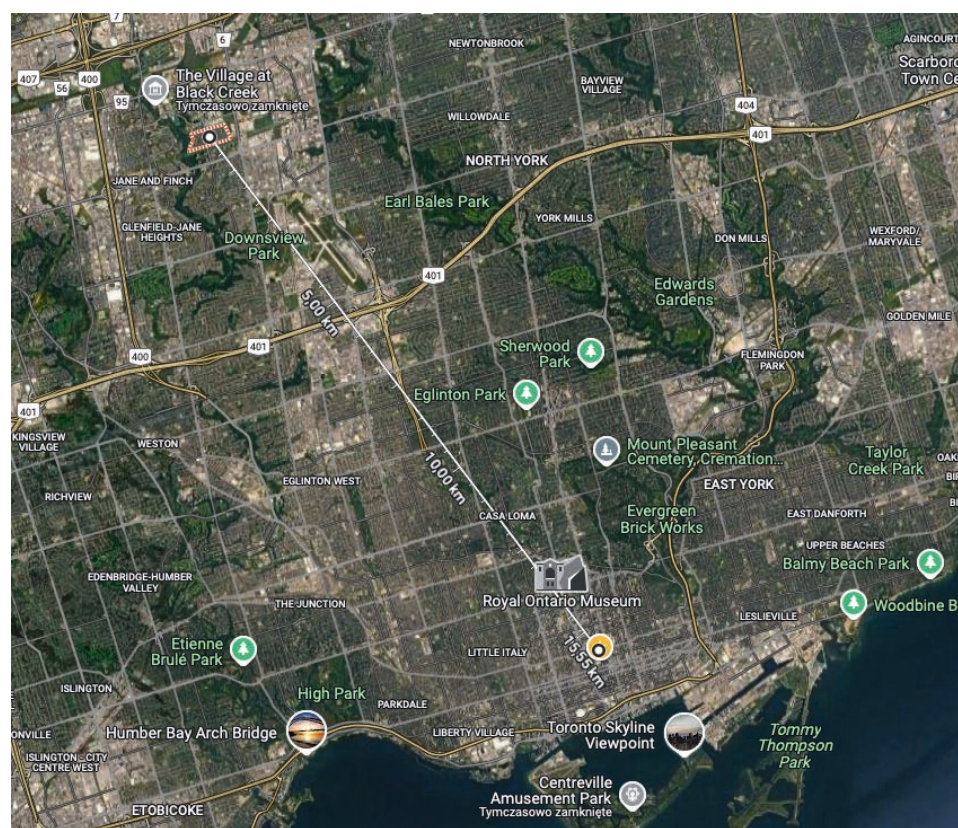 7
6
NEWTONBROOK
AGINCOURT
407
400
56
95
The Village at
Black Creek
Tymczasowo zamknięte
BAYVIEW
VILLAGE
Scarboro
Town Ce
WILLOWDALE
404
401
NORTH YORK
JANE AND FINCH
Earl Bales Park
YORK MILLS
GLENFIELD-JANE
HEIGHTS
Downsview
Park
DON MILLS
WEXFORD/
MARYVALE
401
Edwards
Gardens
5,00 km
GOLDEN MILE
401
400
Sherwood
Park
FLEMINGDON
PARK
Eglinton Park
401
KINGSVIEW
VILLAGE
WESTON
Mount Pleasant
Cemetery, Cremation...
Taylor
Creek Park
OAK
BI
RICHVIEW
EGLINTON WEST
10,00 km
EAST YORK
B
CASA LOMA
Evergreen
Brick Works
EAST DANFORTH
UPPER BEACHES
Balmy Beach Park
EDENBRIDGE-HUMBER
VALLEY
THE JUNCTION
Royal Ontario Museum
Woodbine B
LESLIEVILLE
Etienne
Brulé Park
LITTLE ITALY
15,55 km
ISLINGTON
High Park
PARKDALE
ONVILLE
Humber Bay Arch Bridge
LIBERTY VILLAGE
Toronto Skyline
Viewpoint
Tommy
Thompson
Park
ISLINGTON - CITY
CENTRE WEST
Centreville
Amusement Park
Tymczasowo zamknięte
ETOBICOKE